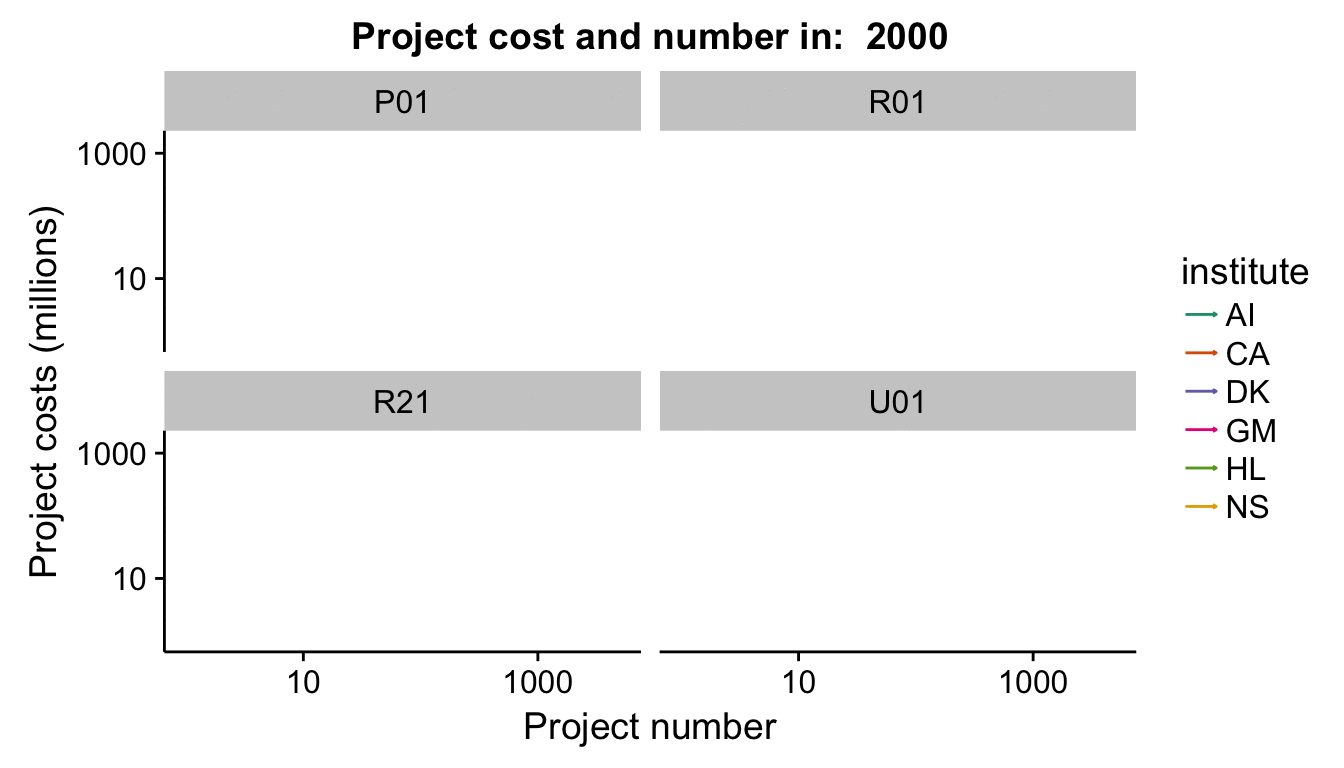 Project cost and number in:  2000
P01
R01
1000
10
R21
U01
1000
10
10
1000
10
1000
Project number
Project costs (millions)
institute
AI
CA
DK
GM
HL
NS